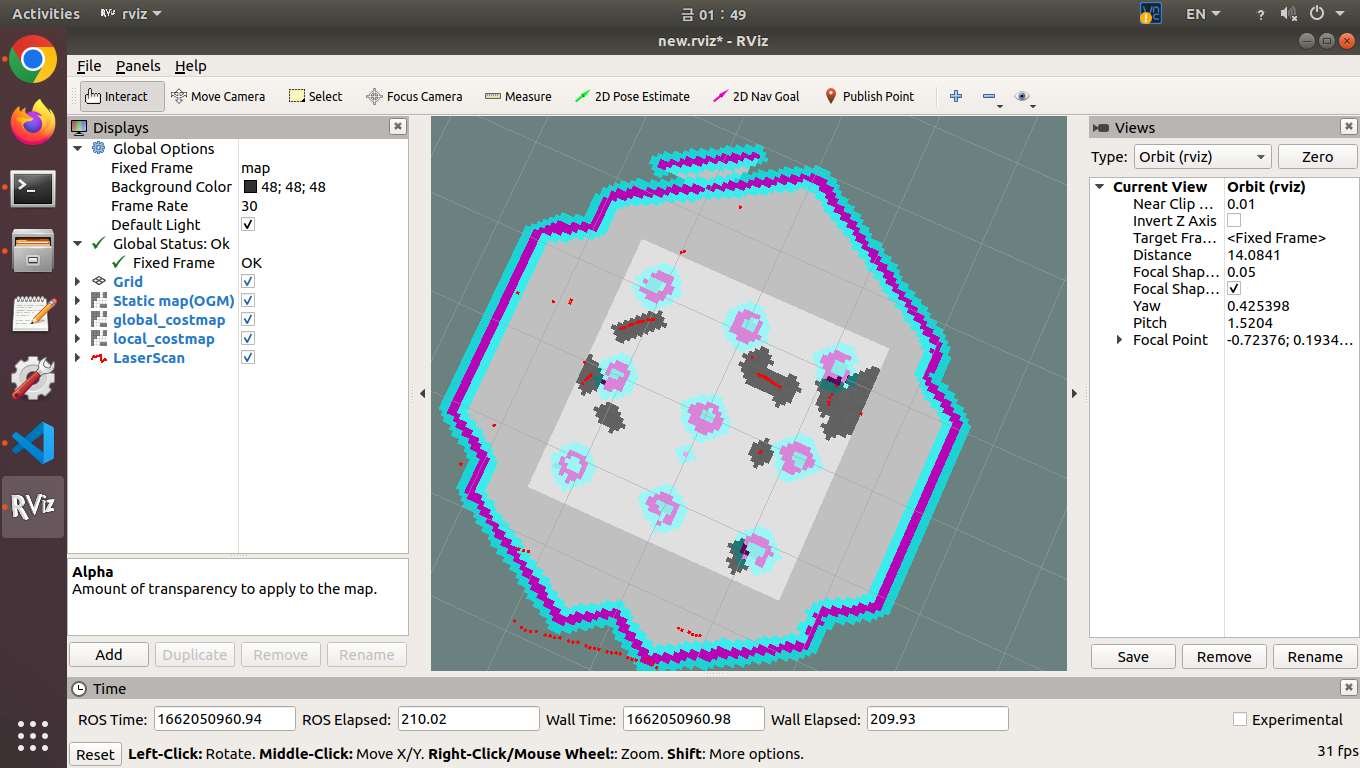 Activities RViz rviz 금 01 : 49 EN ?
new.rviz* - RViz
File Panels Help
Interact Move Camera Select Focus Camera Measure 2D Pose Estimate 2D Nav Goal Publish Point
Displays
Global Options
Fixed Frame map
Background Color 48; 48; 48
Frame Rate 30
Default Light
Global Status: Ok
Fixed Frame OK
Grid
Static map(OGM)
global_costmap
local_costmap
LaserScan
Alpha
Amount of transparency to apply to the map.
Add Duplicate Remove Rename
Views
Type: Orbit (rviz) Zero
Current View Orbit (rviz)
Near Clip ... 0.01
Invert Z Axis
Target Fra... <Fixed Frame>
Distance 14.0841
Focal Shap... 0.05
Focal Shap...
Yaw 0.425398
Pitch 1.5204
Focal Point -0.72376; 0.1934...
Save Remove Rename
RViz
Time
ROS Time: 1662050960.94 ROS Elapsed: 210.02 Wall Time: 1662050960.98 Wall Elapsed: 209.93 Experimental
Reset Left-Click: Rotate. Middle-Click: Move X/Y. Right-Click/Mouse Wheel:: Zoom. Shift: More options. 31 fps